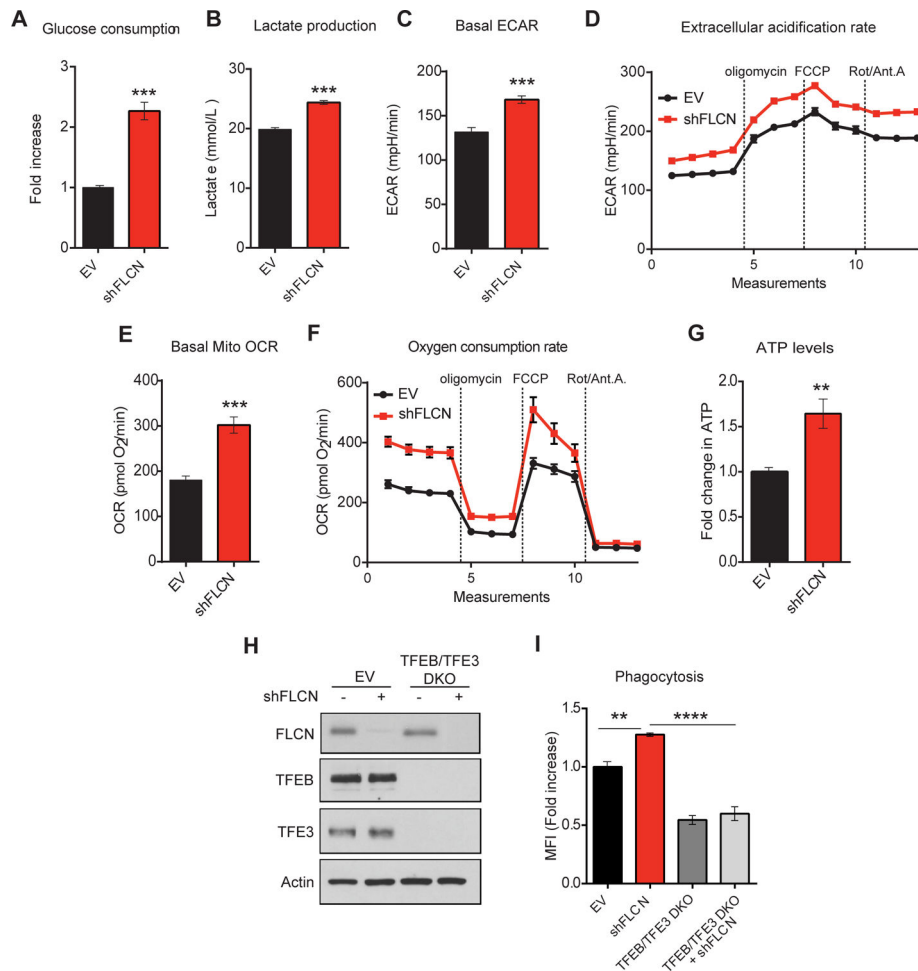 A Glucose consumption
Fold increase
3
2
1
0
***
EV
shFLCN
B Lactate production
Lactat e (mmol/L )
30
20
10
0
***
EV
shFLCN
C Basal ECAR
ECAR (mpH/min)
200
150
100
50
0
***
EV
shFLCN
D Extracellular acidification rate
oligomycin FCCP Rot/Ant.A
EV
shFLCN
ECAR (mpH/min)
300
200
100
0
0 5 10
Measurements
E Basal Mito OCR
OCR (pmol O2/min)
400
300
200
100
0
***
EV
shFLCN
F Oxygen consumption rate
oligomycin FCCP Rot/Ant.A.
EV
shFLCN
OCR (pmol O2/min)
600
400
200
0
0 5 10
Measurements
G ATP levels
Fold change in ATP
2.0
1.5
1.0
0.5
0
**
EV
shFLCN
H
EV TFEB/TFE3
DKO
shFLCN - + - +
FLCN
TFEB
TFE3
Actin
I Phagocytosis
MFI (Fold increase)
1.5
1.0
0.5
0.0
** ****
EV
shFLC N
TFEB/TFE3 DKO
TFEB/TFE3 DKO
+ shFLCN